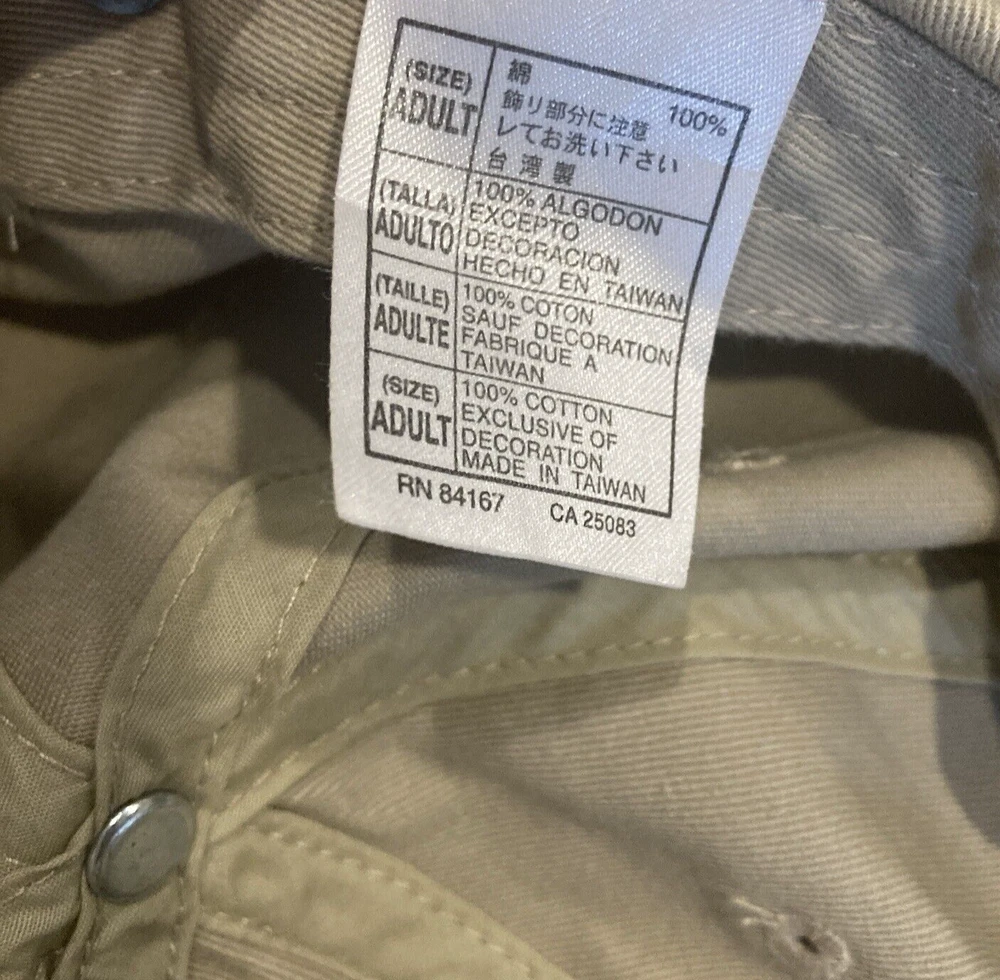 (SIZE)
ADULT
綿 100%
飾リ部分に注意
レてお洗い下さい
台湾製
(TALLA)
ADULTO
100% ALGODON
EXCEPTO
DECORACION
HECHO EN TAIWAN
(TAILLE)
ADULTE
100% COTON
SAUF DECORATION
FABRIQUE A
TAIWAN
(SIZE)
ADULT
100% COTTON
EXCLUSIVE OF
DECORATION
MADE IN TAIWAN
RN 84167 CA 25083